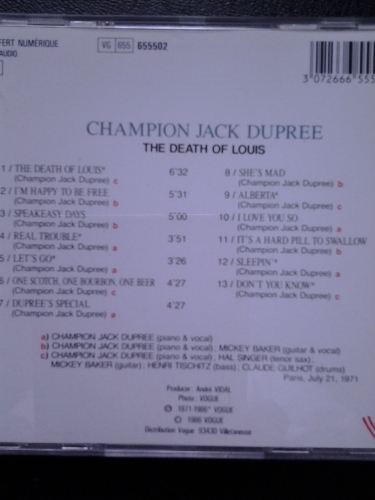 FERT NUMÉRIQUE
AUDIO
VG 655 655502
3 072666 555
CHAMPION JACK DUPREE
THE DEATH OF LOUIS
1 / THE DEATH OF LOUIS* 6'32
(Champion Jack Dupree) c
2 / I'M HAPPY TO BE FREE 5'31
(Champion Jack Dupree) b
3 / SPEAKEASY DAYS 5'00
(Champion Jack Dupree) b
4 / REAL TROUBLE* 3'51
(Champion Jack Dupree) a
5 / LET'S GO* 3'26
(Champion Jack Dupree) a
6 / ONE SCOTCH, ONE BOURBON, ONE BEER 4'27
(Champion Jack Dupree) c
7 / DUPREE'S SPECIAL 4'27
(Champion Jack Dupree) a
8 / SHE'S MAD
(Champion Jack Dupree) b
9 / ALBERTA*
(Champion Jack Dupree) c
10 / I LOVE YOU SO
(Champion Jack Dupree) a
11 / IT'S A HARD PILL TO SWALLOW
(Champion Jack Dupree) b
12 / SLEEPIN'*
(Champion Jack Dupree) a
13 / DON'T YOU KNOW*
(Champion Jack Dupree) c
a) CHAMPION JACK DUPREE (piano & vocal)
b) CHAMPION JACK DUPREE (piano & vocal); MICKEY BAKER (guitar & vocal)
c) CHAMPION JACK DUPREE (piano & vocal); HAL SINGER (tenor sax);
MICKEY BAKER (guitar); HENRI TISCHITZ (bass); CLAUDE GUILHOT (drums)
Paris, July 21, 1971
Producer : André VIDAL
Photo : VOGUE
℗ 1971-1986* VOGUE
© 1986 VOGUE
Distribution Vogue 93430 Villetaneuse